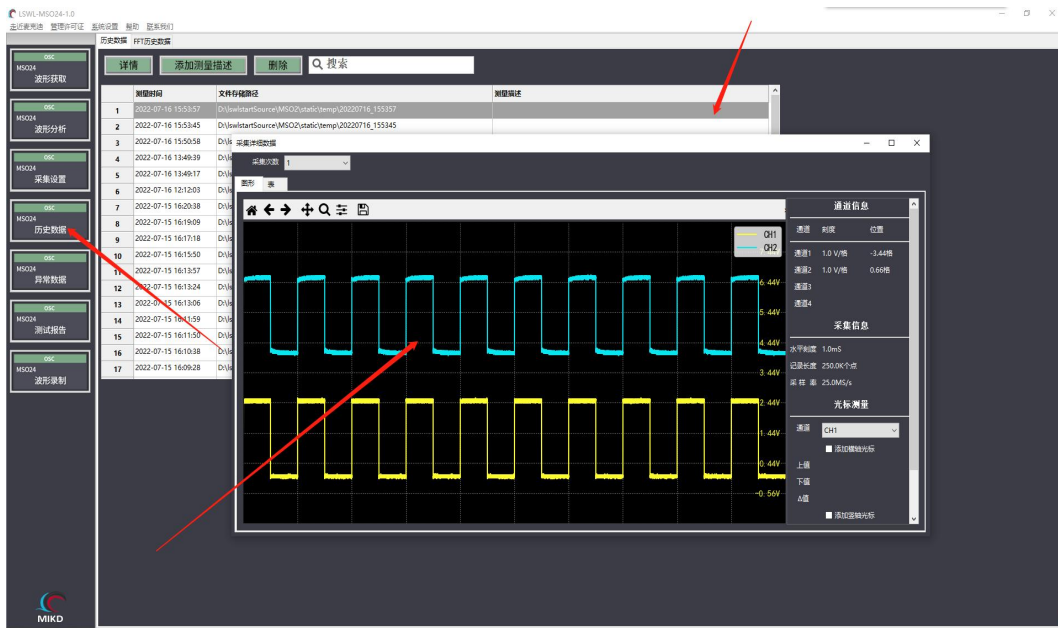 LSWL-MSO24-1.0
走近麦克迪 管理许可证 系统设置 帮助 联系我们
历史数据 FFT历史数据
OSC
MSO24
波形获取
OSC
MSO24
波形分析
OSC
MSO24
采集设置
OSC
MSO24
历史数据
OSC
MSO24
异常数据
OSC
MSO24
测试报告
OSC
MSO24
波形录制
MIKD
详情 添加测量描述 删除 搜索
测量时间 文件存储路径 测量描述
1 2022-07-16 15:53:57 D:\lswlstartSource\MSO2\static\temp\20220716_155357
2 2022-07-16 15:53:45 D:\lswlstartSource\MSO2\static\temp\20220716_155345
3 2022-07-16 15:50:58 D:\ls
4 2022-07-16 13:49:39 D:\ls
5 2022-07-16 13:49:17 D:\ls
6 2022-07-16 12:12:03 D:\ls
7 2022-07-15 16:20:38 D:\ls
8 2022-07-15 16:19:09 D:\ls
9 2022-07-15 16:17:18 D:\ls
10 2022-07-15 16:15:50 D:\ls
11 2022-07-15 16:13:57 D:\ls
12 2022-07-15 16:13:24 D:\ls
13 2022-07-15 16:13:06 D:\ls
14 2022-07-15 16:11:59 D:\ls
15 2022-07-15 16:11:50 D:\ls
16 2022-07-15 16:10:38 D:\ls
17 2022-07-15 16:09:28 D:\ls
采集详细数据
采集次数 1
图形 表
CH1
CH2
6.44V
5.44V
4.44V
3.44V
2.44V
1.44V
0.44V
-0.56V
通道信息
通道 刻度 位置
通道1 1.0 V/格 -3.44格
通道2 1.0 V/格 0.66格
通道3
通道4
采集信息
水平刻度 1.0mS
记录长度 250.0K个点
采样率 25.0MS/s
光标测量
通道 CH1
添加横轴光标
上值
下值
Δ值
添加竖轴光标